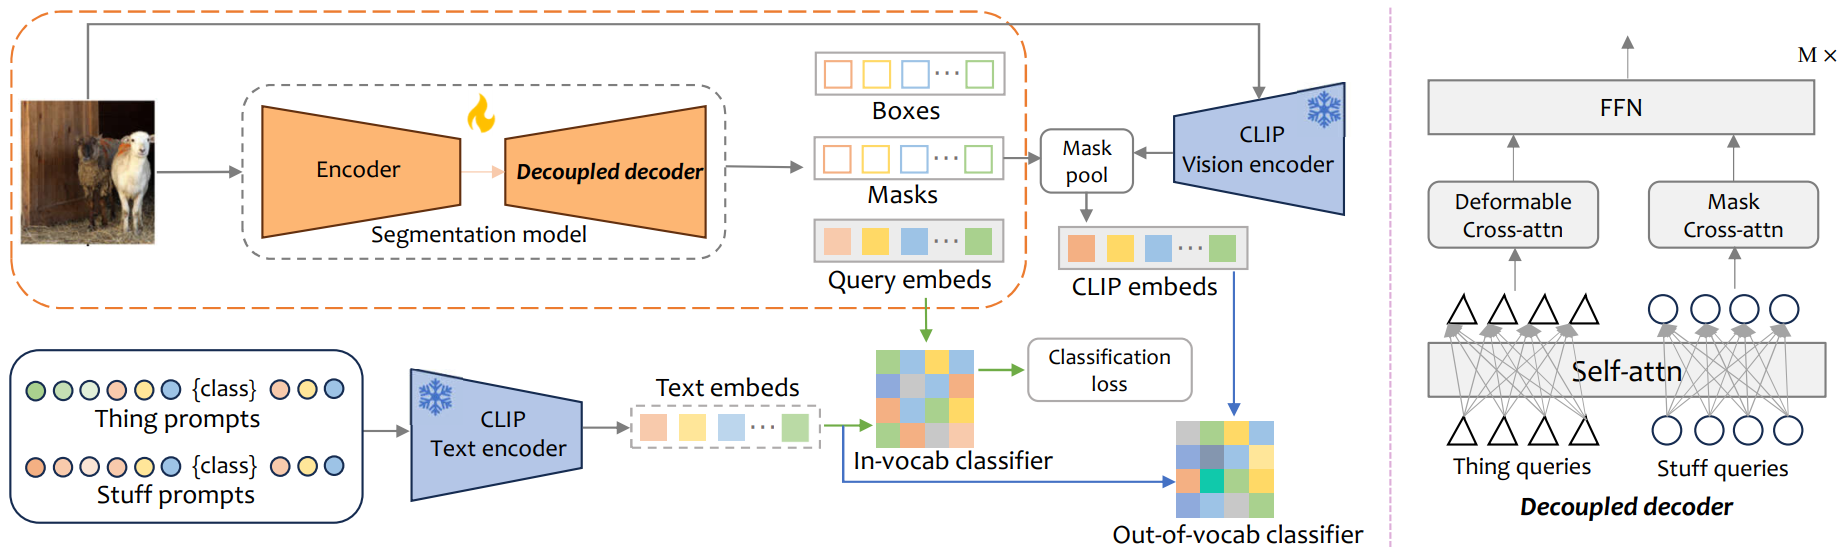 Encoder
Decoupled decoder
Segmentation model
Boxes
Masks
Query embeds
Mask
pool
CLIP
Vision encoder
CLIP embeds
{class}
Thing prompts
{class}
Stuff prompts
CLIP
Text encoder
Text embeds
In-vocab classifier
Classification
loss
Out-of-vocab classifier
M ×
FFN
Deformable
Cross-attn
Mask
Cross-attn
Self-attn
Thing queries
Stuff queries
Decoupled decoder